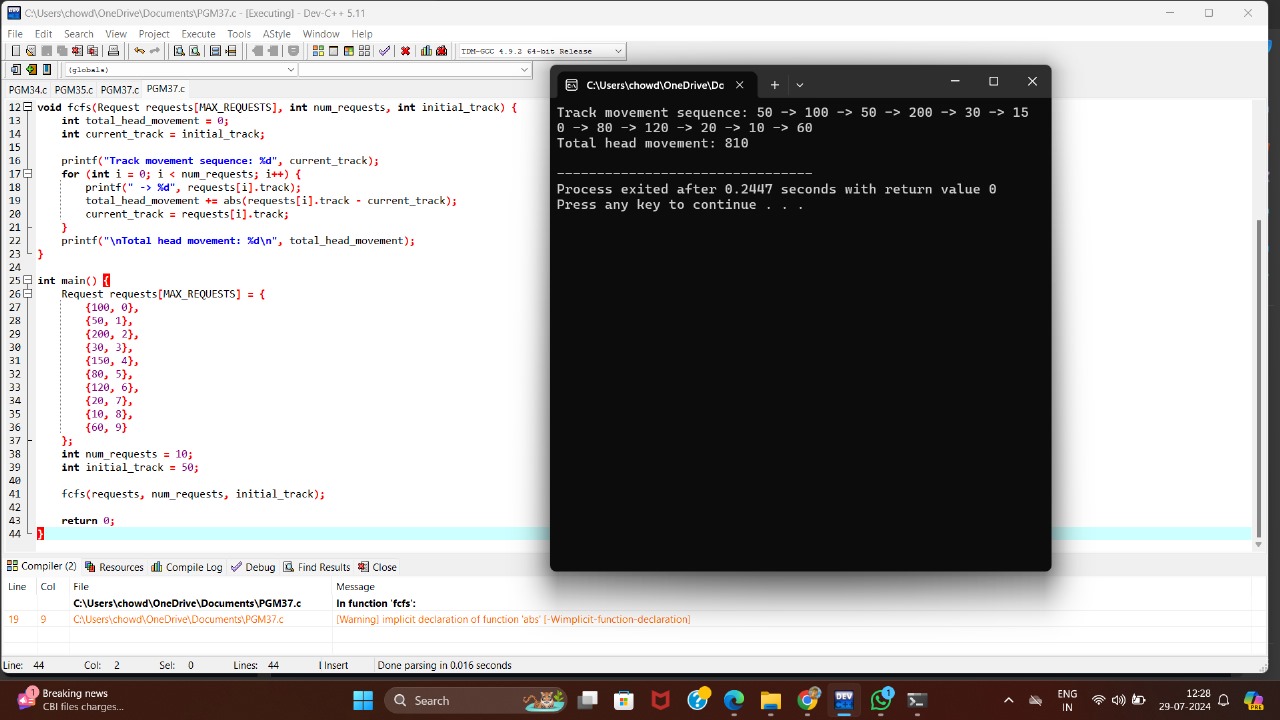 C:\Users\chowd\OneDrive\Documents\PGM37.c - [Executing] - Dev-C++ 5.11
File Edit Search View Project Execute Tools AStyle Window Help
TDM-GCC 4.9.2 64-bit Release
(globals)
PGM34.c PGM35.c PGM37.c PGM37.c
12 void fcfs(Request requests[MAX_REQUESTS], int num_requests, int initial_track) {
13 int total_head_movement = 0;
14 int current_track = initial_track;
15
16 printf("Track movement sequence: %d", current_track);
17 for (int i = 0; i < num_requests; i++) {
18 printf(" -> %d", requests[i].track);
19 total_head_movement += abs(requests[i].track - current_track);
20 current_track = requests[i].track;
21 }
22 printf("\nTotal head movement: %d\n", total_head_movement);
23 }
24
25 int main() {
26 Request requests[MAX_REQUESTS] = {
27 {100, 0},
28 {50, 1},
29 {200, 2},
30 {30, 3},
31 {150, 4},
32 {80, 5},
33 {120, 6},
34 {20, 7},
35 {10, 8},
36 {60, 9}
37 };
38 int num_requests = 10;
39 int initial_track = 50;
40
41 fcfs(requests, num_requests, initial_track);
42
43 return 0;
44 }
C:\Users\chowd\OneDrive\Dc
Track movement sequence: 50 -> 100 -> 50 -> 200 -> 30 -> 15
0 -> 80 -> 120 -> 20 -> 10 -> 60
Total head movement: 810
--------------------------------
Process exited after 0.2447 seconds with return value 0
Press any key to continue . . .
Compiler (2) Resources Compile Log Debug Find Results Close
Line Col File Message
C:\Users\chowd\OneDrive\Documents\PGM37.c In function 'fcfs':
19 9 C:\Users\chowd\OneDrive\Documents\PGM37.c [Warning] implicit declaration of function 'abs' [-Wimplicit-function-declaration]
Line: 44 Col: 2 Sel: 0 Lines: 44 Insert Done parsing in 0.016 seconds
1 Breaking news
CBI files charges...
Search
DEV
1
ENG
IN
12:28
29-07-2024
PRE